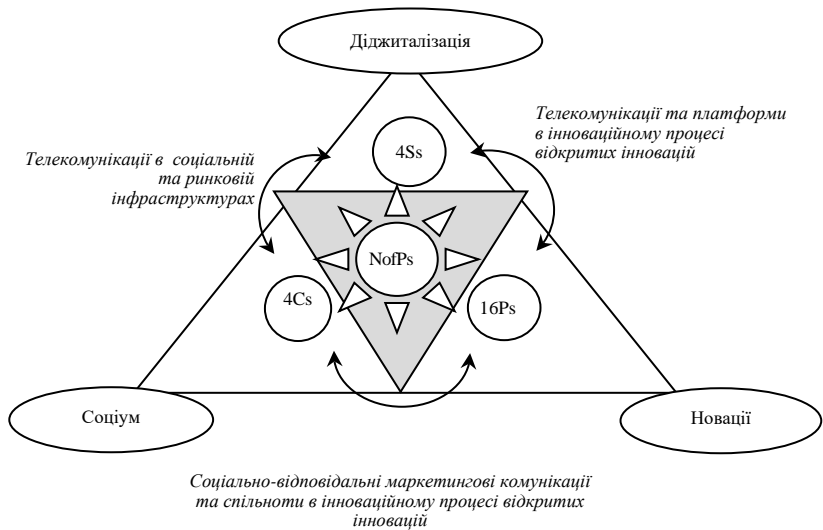 Діджиталізація
Телекомунікації та платформи
в інноваційному процесі
відкритих інновацій
Телекомунікації в соціальній
та ринковій
інфраструктурах
4Ss
NofPs
4Cs
16Ps
Соціум
Новації
Соціально-відповідальні маркетингові комунікації
та спільноти в інноваційному процесі відкритих
інновацій